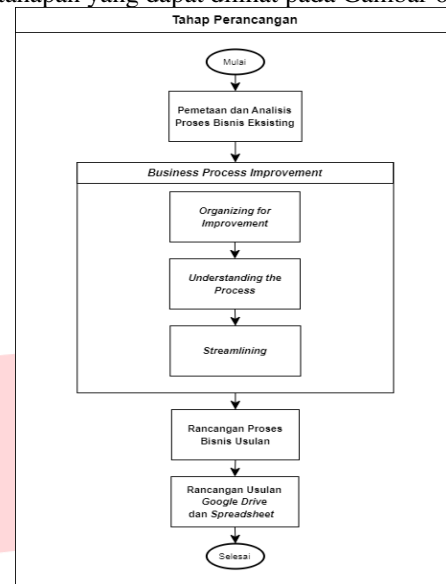 Tahap Perancangan
Mulai
Pemetaan dan Analisis
Proses Bisnis Eksisting
Business Process Improvement
Organizing for
Improvement
Understanding the
Process
Streamlining
Rancangan Proses
Bisnis Usulan
Rancangan Usulan
Google Drive
dan Spreadsheet
Selesai